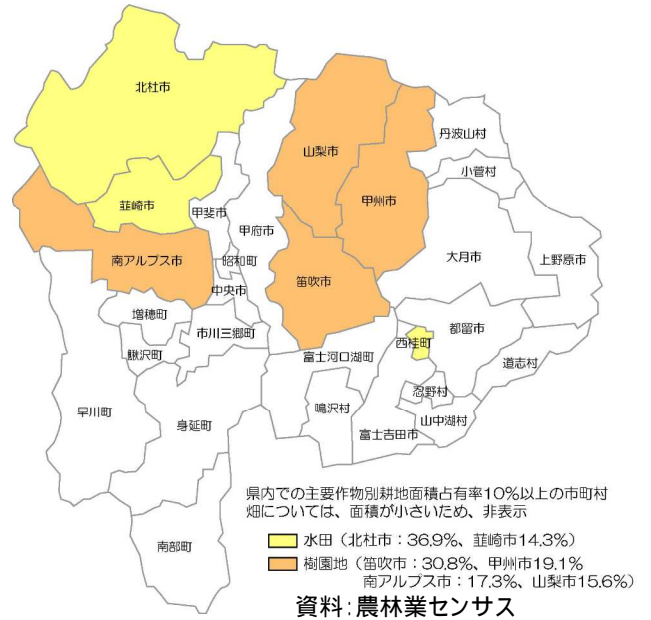 北杜市
丹波山村
山梨市
小菅村
甲州市
韮崎市
甲斐市
甲府市
南アルプス市
昭和町
大月市
上野原市
笛吹市
中央市
増穂町
市川三郷町
都留市
西桂町
鰍沢町
富士河口湖町
道志村
忍野村
早川町
身延町
鳴沢村
山中湖村
富士吉田市
南部町
県内での主要作物別耕地面積占有率10%以上の市町村
畑については、面積が小さいため、非表示
水田（北杜市：36.9%、韮崎市14.3%）
樹園地（笛吹市：30.8%、甲州市19.1%
南アルプス市：17.3%、山梨市15.6%）
資料：農林業センサス